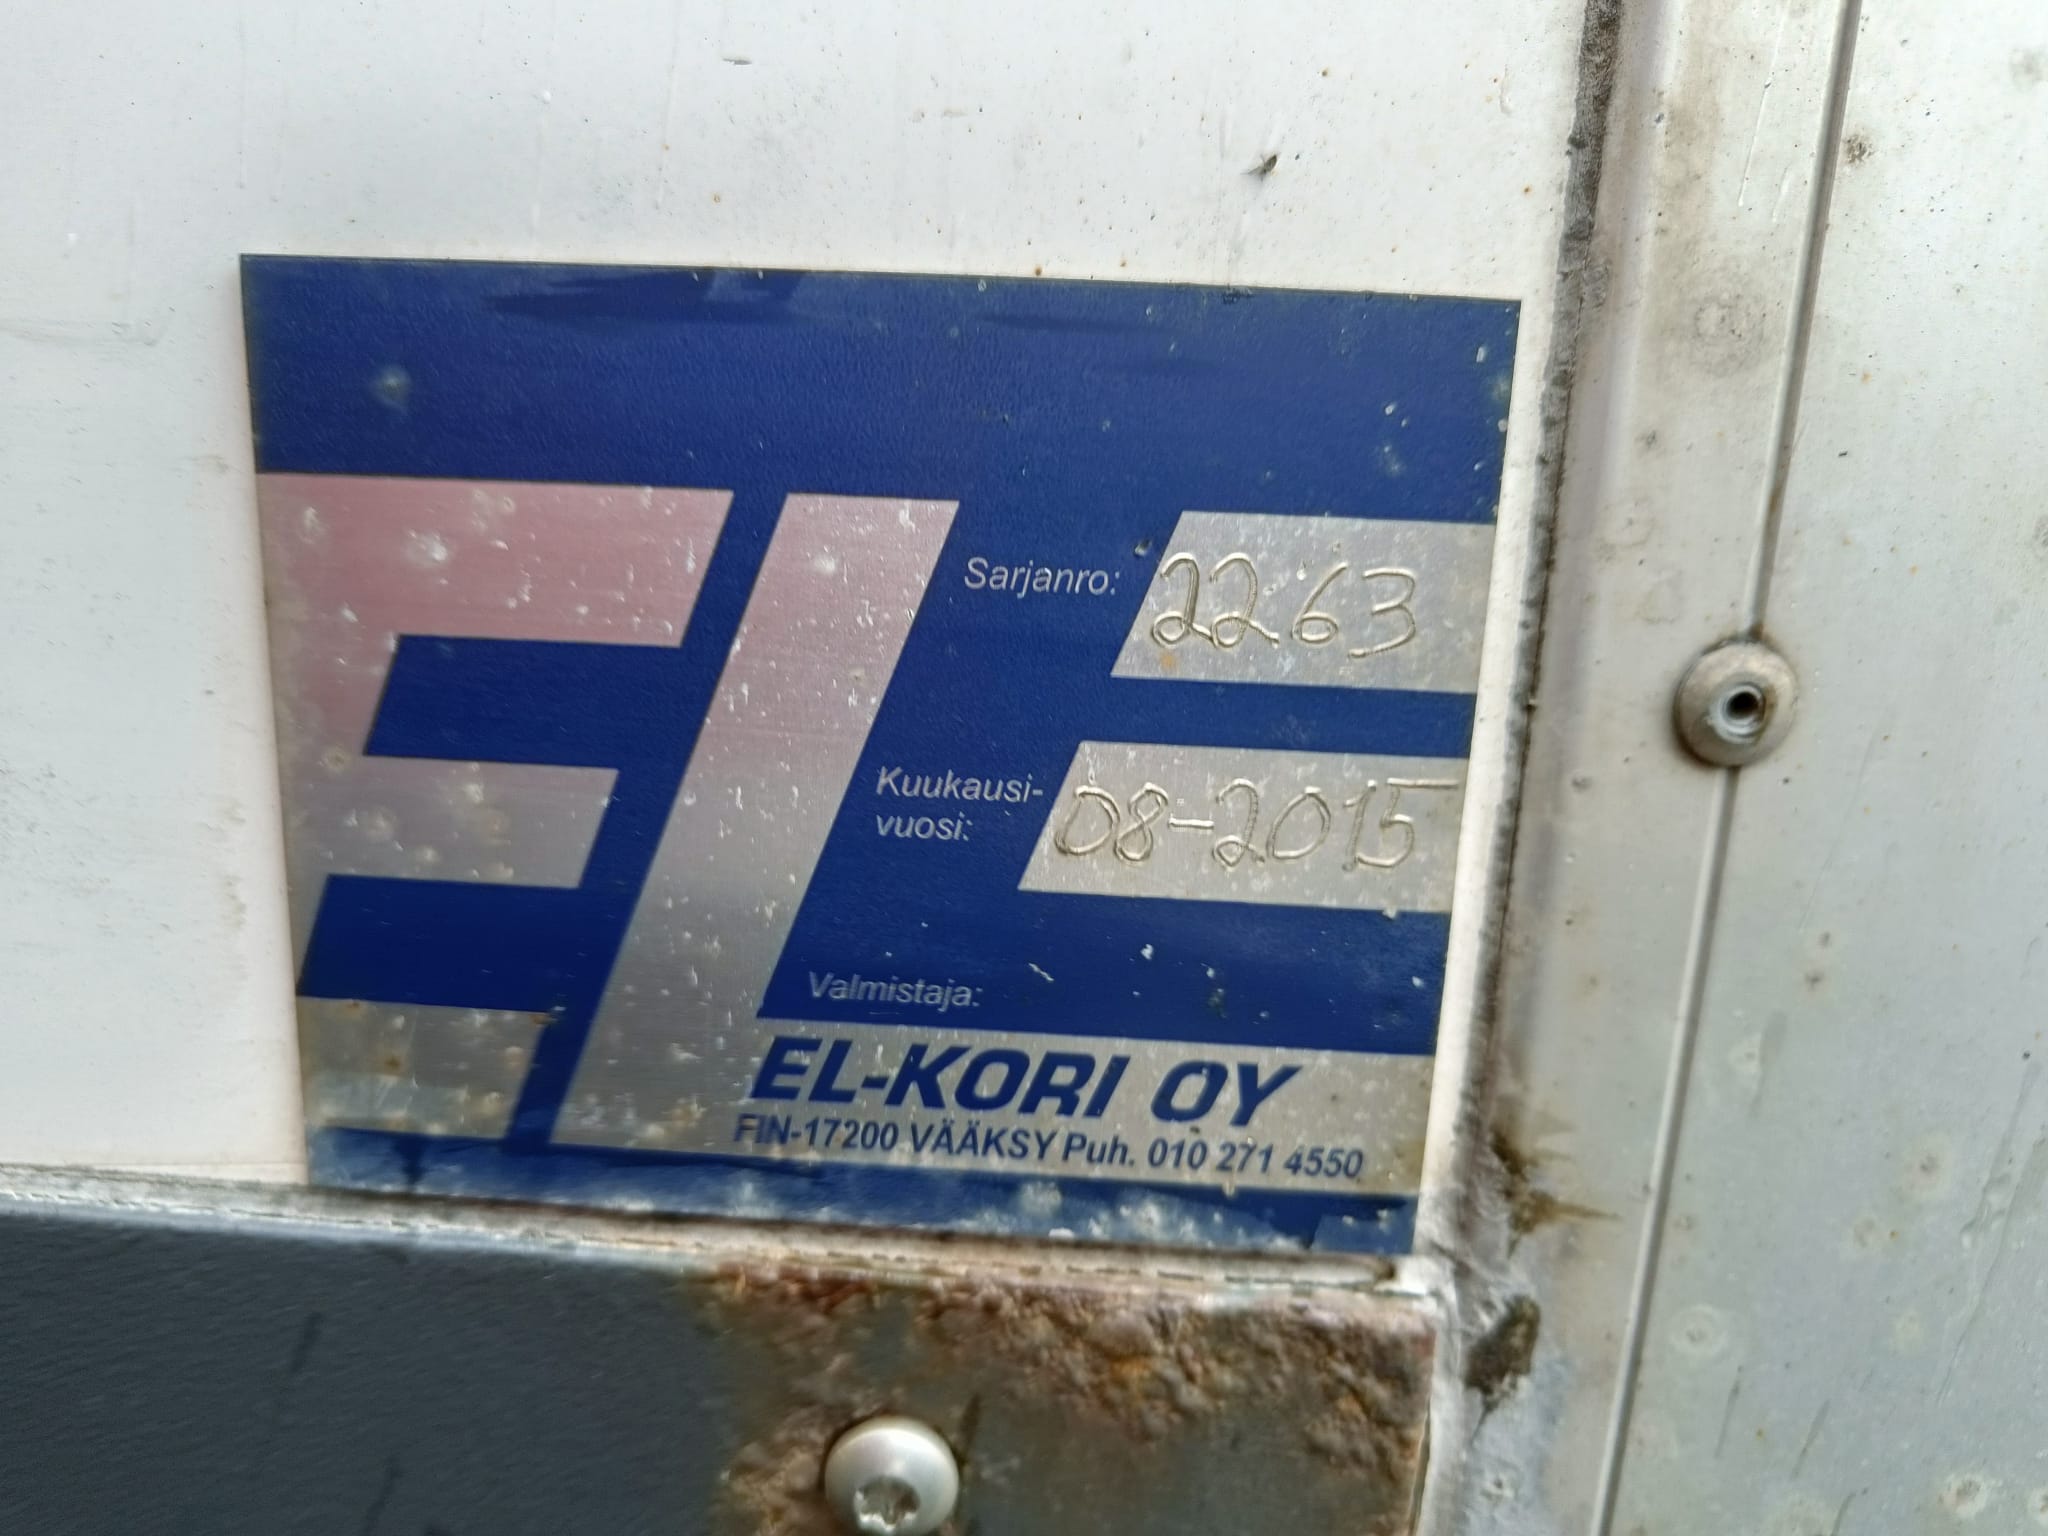 Sarjanro: 2263
Kuukausi-
vuosi: 08-2015
Valmistaja:
EL-KORI OY
FIN-17200 VÄÄKSY Puh. 010 271 4550